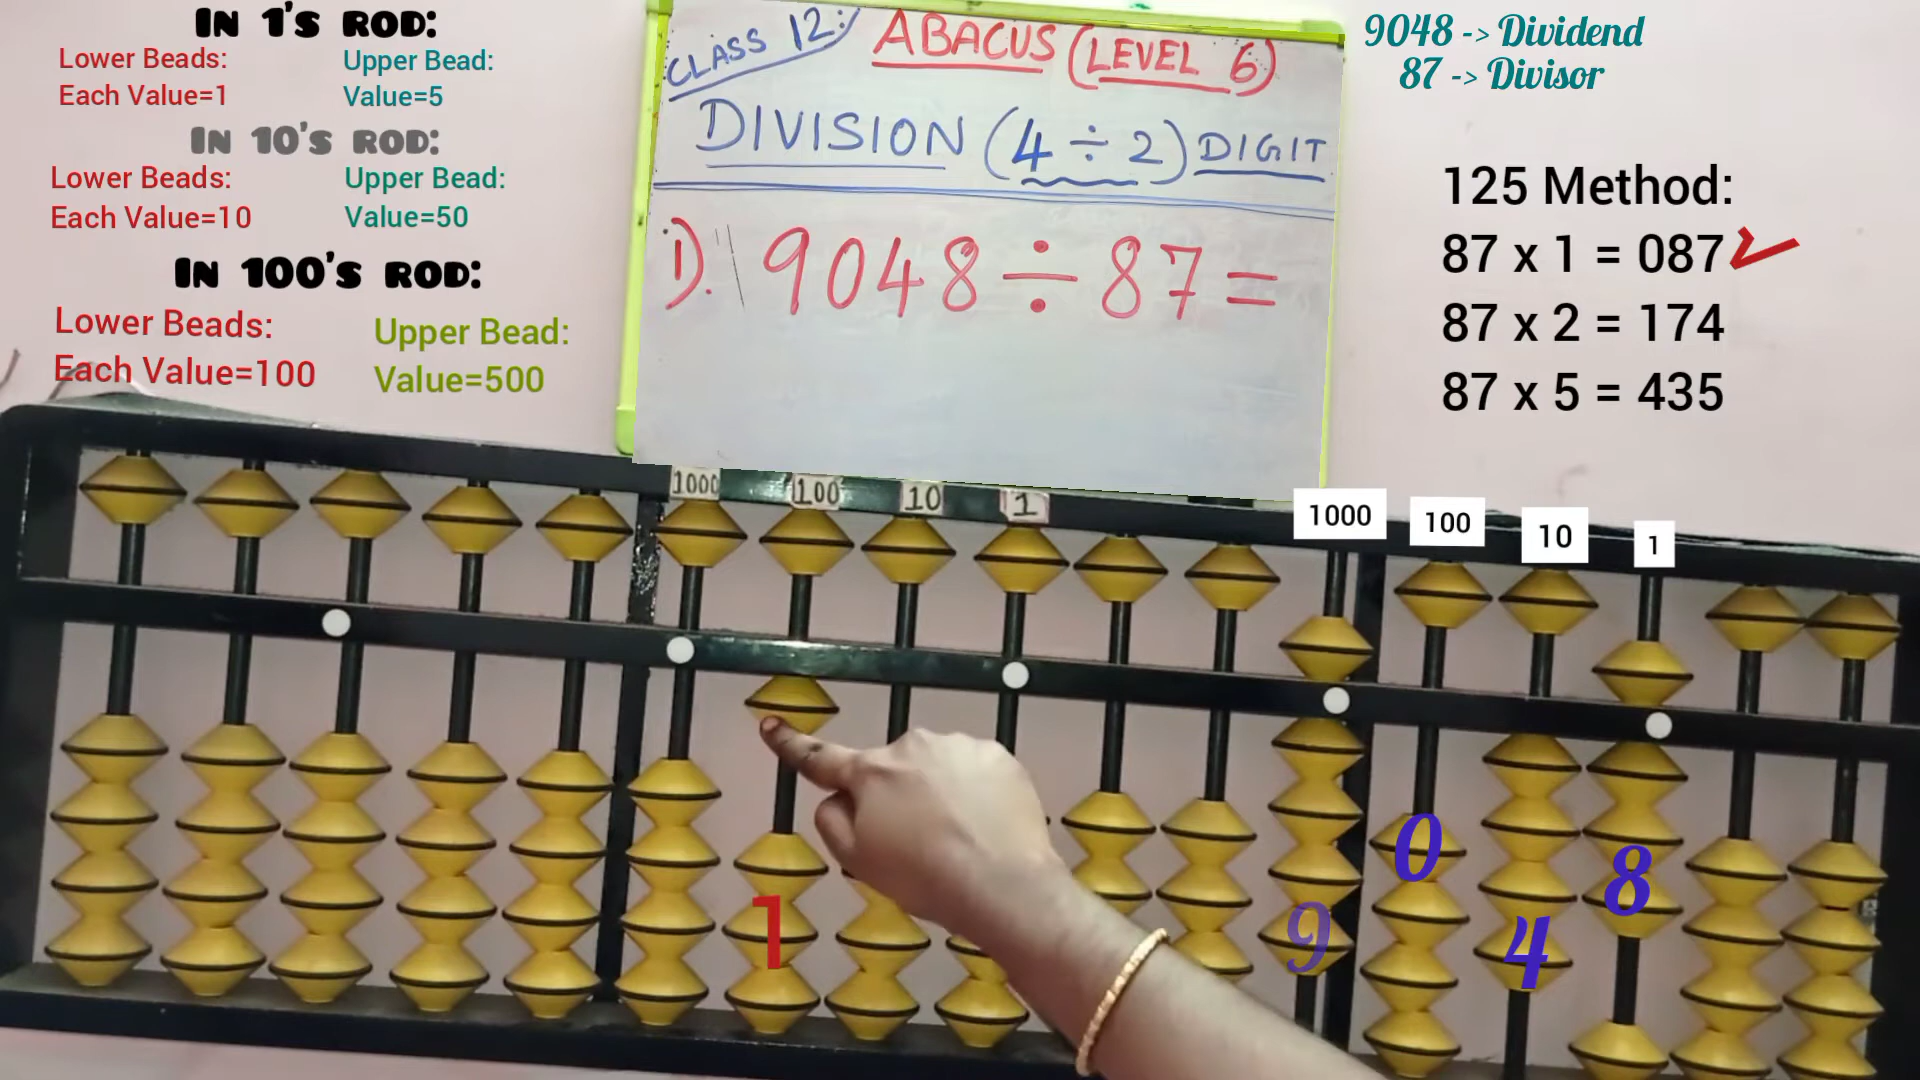 In 1's rod:
Lower Beads:
Each Value=1
Upper Bead:
Value=5
In 10's rod:
Lower Beads:
Each Value=10
Upper Bead:
Value=50
In 100's rod:
Lower Beads:
Each Value=100
Upper Bead:
Value=500
CLASS 12:
ABACUS (LEVEL 6)
DIVISION (4 ÷ 2) DIGIT
1). 9048 ÷ 87 =
9048 -> Dividend
87 -> Divisor
125 Method:
87 x 1 = 087
87 x 2 = 174
87 x 5 = 435
1000 100 10 1
1000 100 10 1
1
9 0 4 8